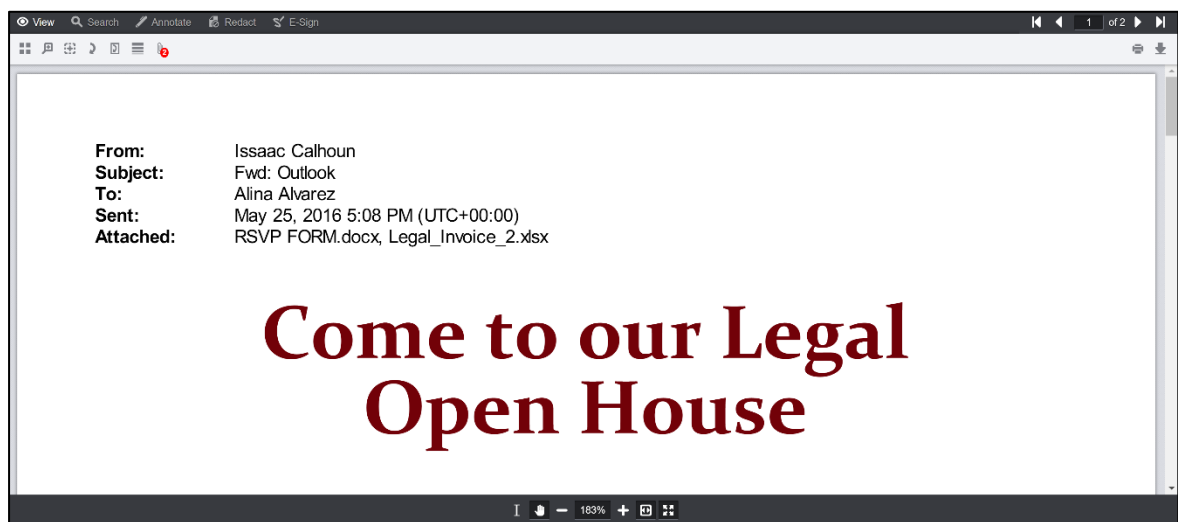 View Search Annotate Redact E-Sign 1 of 2
2
From: Issaac Calhoun
Subject: Fwd: Outlook
To: Alina Alvarez
Sent: May 25, 2016 5:08 PM (UTC+00:00)
Attached: RSVP FORM.docx, Legal_Invoice_2.xlsx
Come to our Legal
Open House
183%